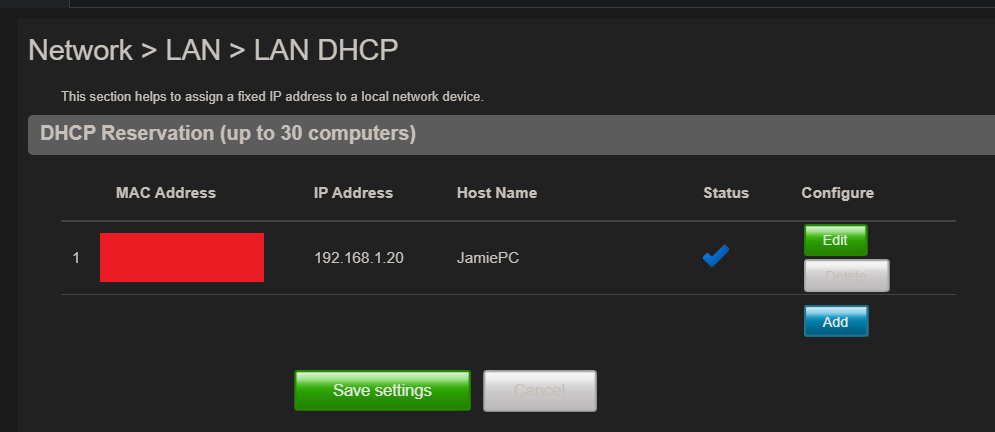 Network > LAN > LAN DHCP
This section helps to assign a fixed IP address to a local network device.
DHCP Reservation (up to 30 computers)
MAC Address IP Address Host Name Status Configure
1 192.168.1.20 JamiePC Edit
Delete
Add
Save settings Cancel